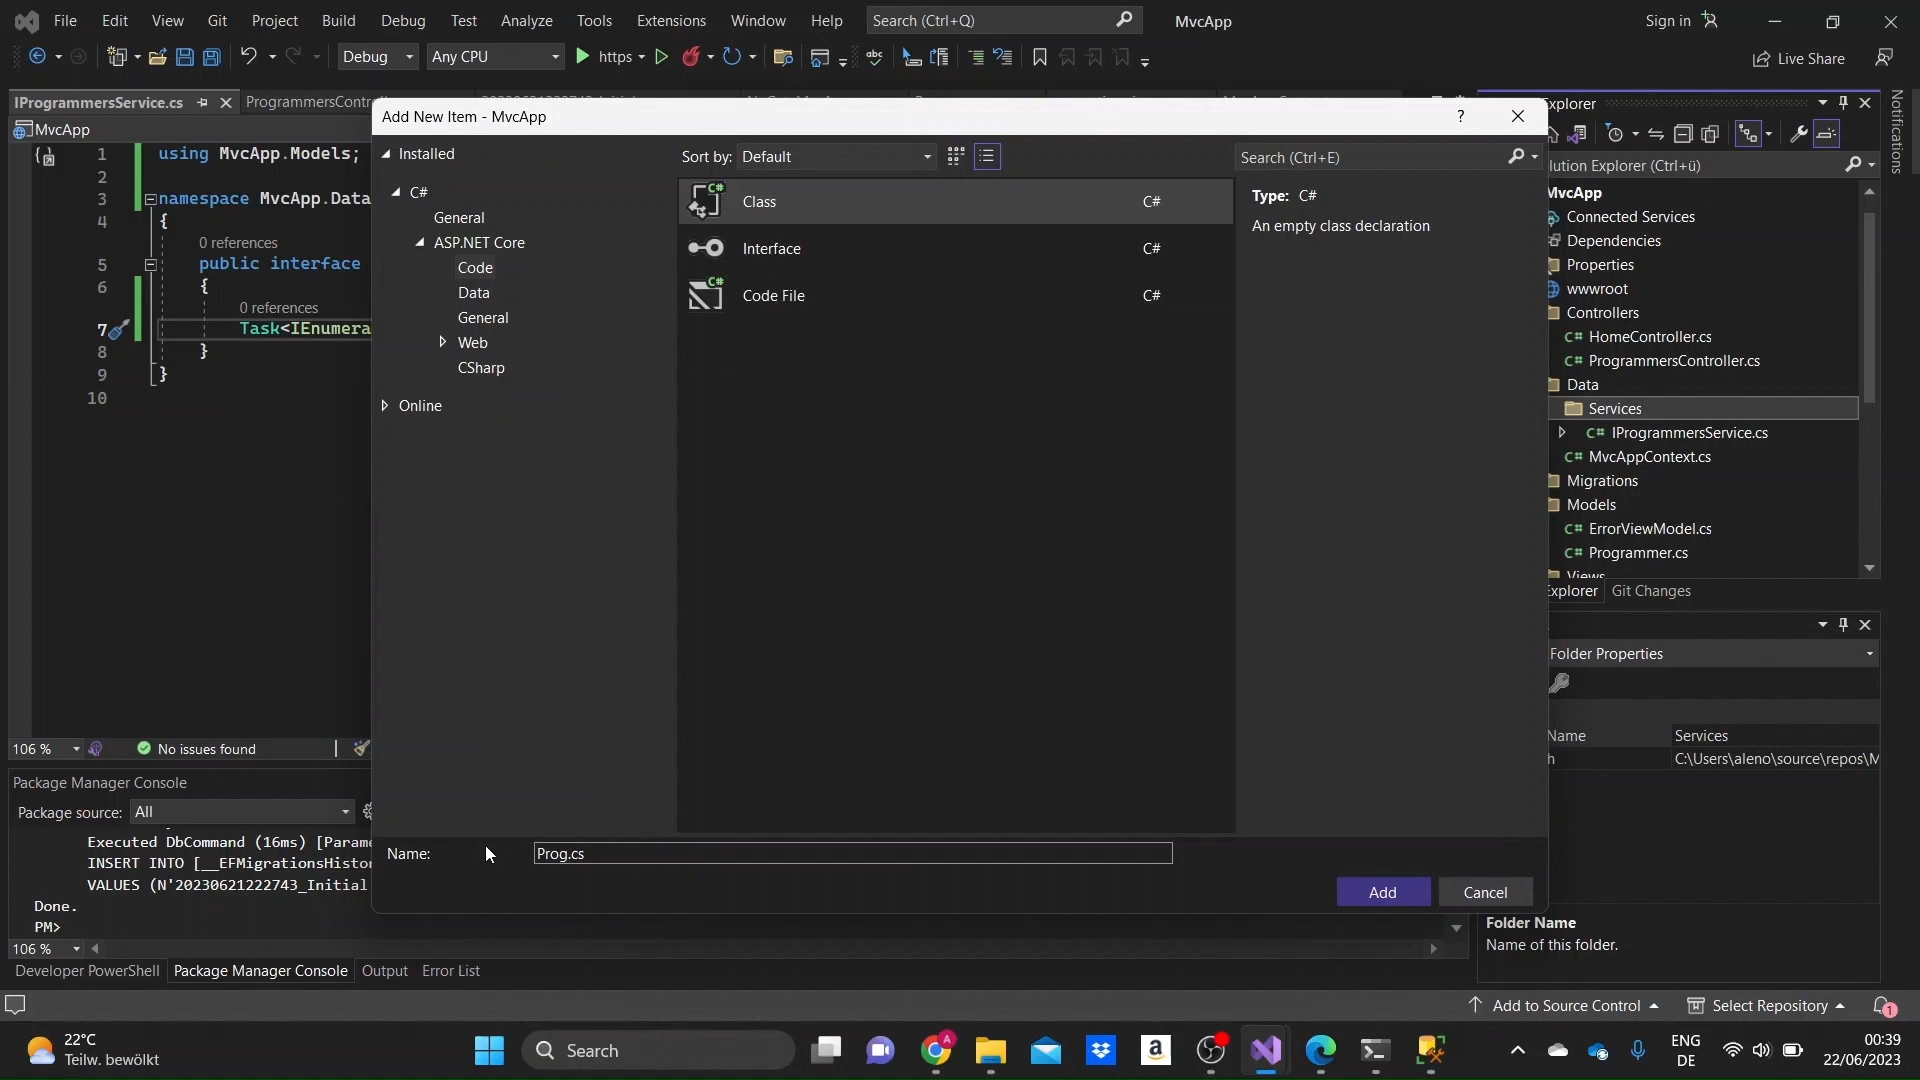 File Edit View Git Project Build Debug Test Analyze Tools Extensions Window Help Search (Ctrl+Q) MvcApp Sign in
Debug Any CPU https Live Share
IProgrammersService.cs
Add New Item - MvcApp
?
Explorer
Notifications
MvcApp
Installed
Sort by: Default
Search (Ctrl+E)
Solution Explorer (Ctrl+ü)
C#
General
ASP.NET Core
Code
Data
General
Web
CSharp
Online
Class C#
Interface C#
Code File C#
Type: C#
An empty class declaration
1 using MvcApp.Models;
2
3 namespace MvcApp.Data
4 {
0 references
5 public interface
6 {
0 references
7 Task<IEnumera
8 }
9 }
10
MvcApp
Connected Services
Dependencies
Properties
wwwroot
Controllers
C# HomeController.cs
C# ProgrammersController.cs
Data
Services
C# IProgrammersService.cs
C# MvcAppContext.cs
Migrations
Models
C# ErrorViewModel.cs
C# Programmer.cs
Views
Explorer Git Changes
Folder Properties
Name Services
h C:\Users\aleno\source\repos\M
Folder Name
Name of this folder.
106 % No issues found
Package Manager Console
Package source: All
Executed DbCommand (16ms) [Parame
INSERT INTO [__EFMigrationsHistor
VALUES (N'20230621222743_Initial
Done.
PM>
106 %
Name: Prog.cs
Add Cancel
Developer PowerShell Package Manager Console Output Error List
Add to Source Control Select Repository 1
22°C
Teilw. bewölkt
Search
ENG
DE
00:39
22/06/2023